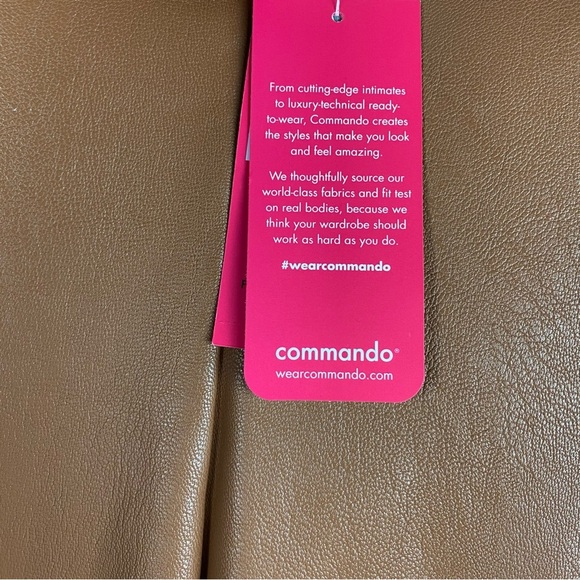 From cutting-edge intimates
to luxury-technical ready-
to-wear, Commando creates
the styles that make you look
and feel amazing.
We thoughtfully source our
world-class fabrics and fit test
on real bodies, because we
think your wardrobe should
work as hard as you do.
#wearcommando
commando®
wearcommando.com